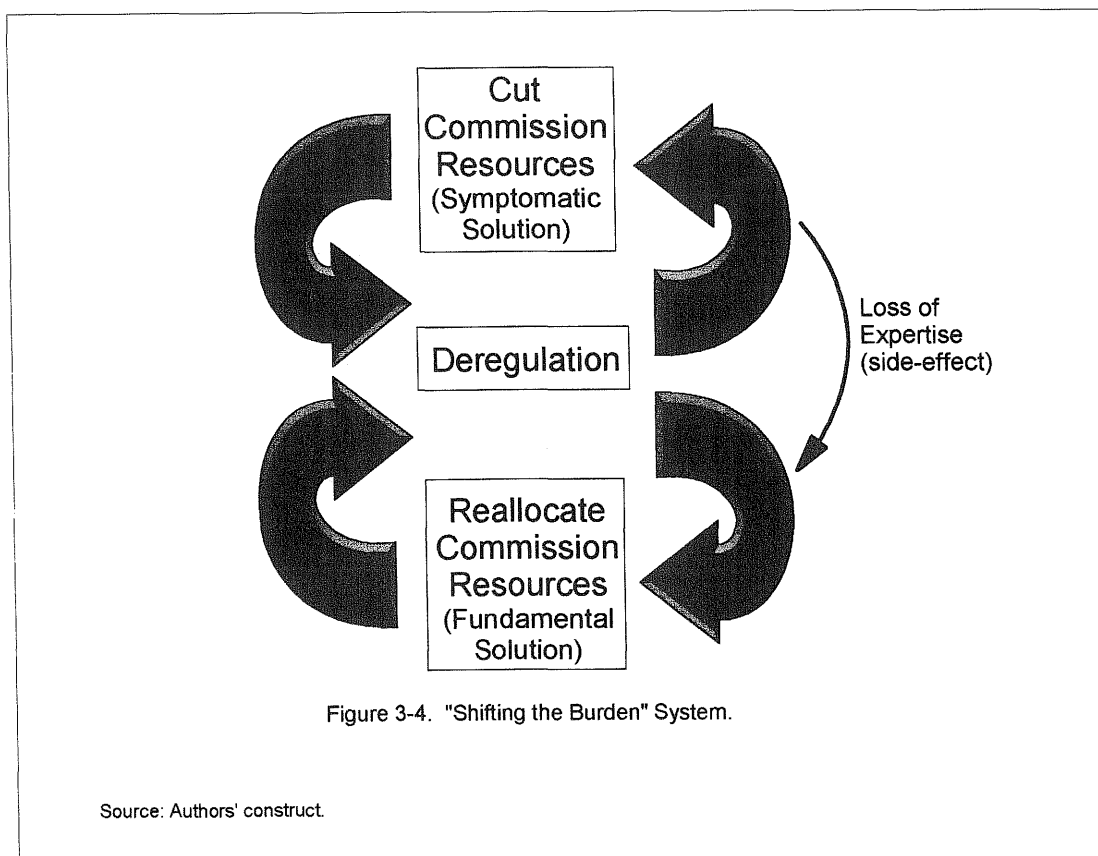 Cut
Commission
Resources
(Symptomatic
Solution)
Deregulation
Loss of
Expertise
(side-effect)
Reallocate
Commission
Resources
(Fundamental
Solution)
Figure 3-4. "Shifting the Burden" System.
Source: Authors' construct.